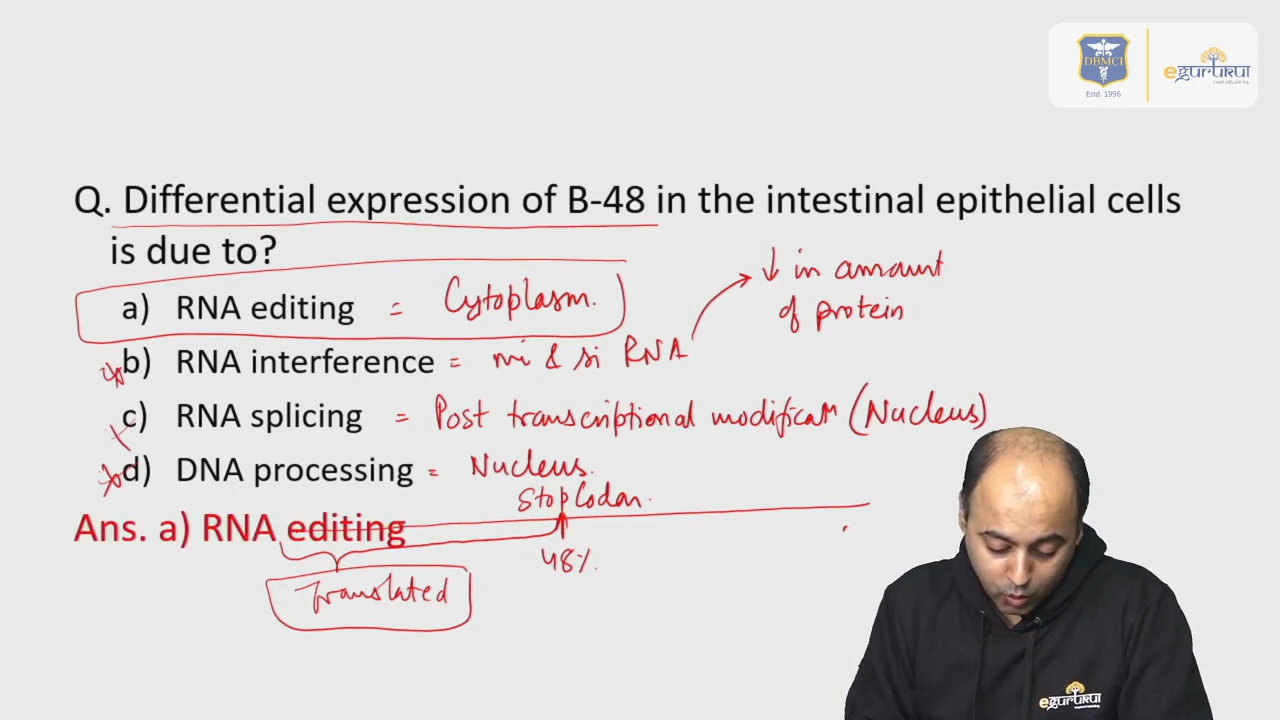 DBMCI
Estd. 1996
egurukul
Q. Differential expression of B-48 in the intestinal epithelial cells
is due to?
a) RNA editing = Cytoplasm.
↓ in amount
of protein
b) RNA interference = mi & si RNA
c) RNA splicing = Post transcriptional modificatn (Nucleus)
d) DNA processing = Nucleus.
Stop Codon.
Ans. a) RNA editing
48%.
Translated
egurukul